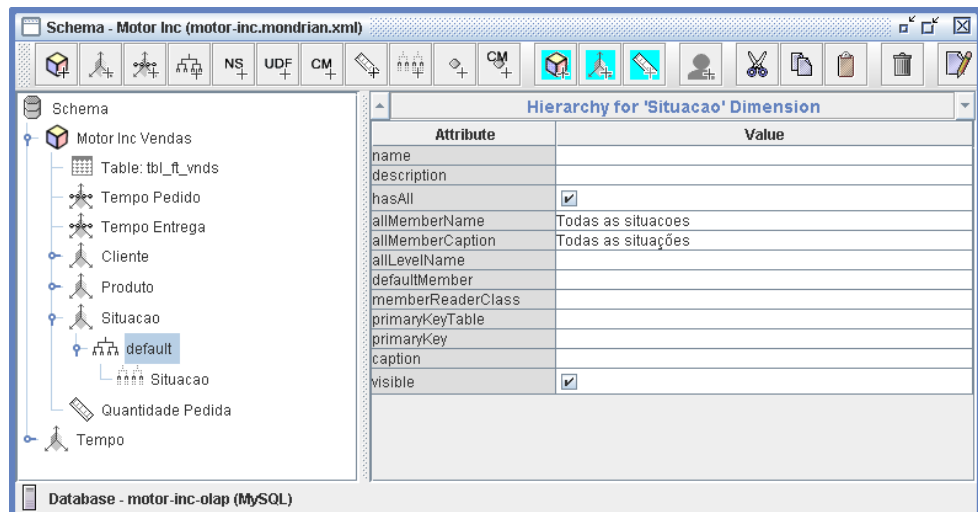 Schema - Motor Inc (motor-inc.mondrian.xml)
NS UDF CM CM
Schema
Motor Inc Vendas
Table: tbl_ft_vnds
Tempo Pedido
Tempo Entrega
Cliente
Produto
Situacao
default
Situacao
Quantidade Pedida
Tempo
Hierarchy for 'Situacao' Dimension
Attribute Value
name
description
hasAll
allMemberName Todas as situacoes
allMemberCaption Todas as situações
allLevelName
defaultMember
memberReaderClass
primaryKeyTable
primaryKey
caption
visible
Database - motor-inc-olap (MySQL)